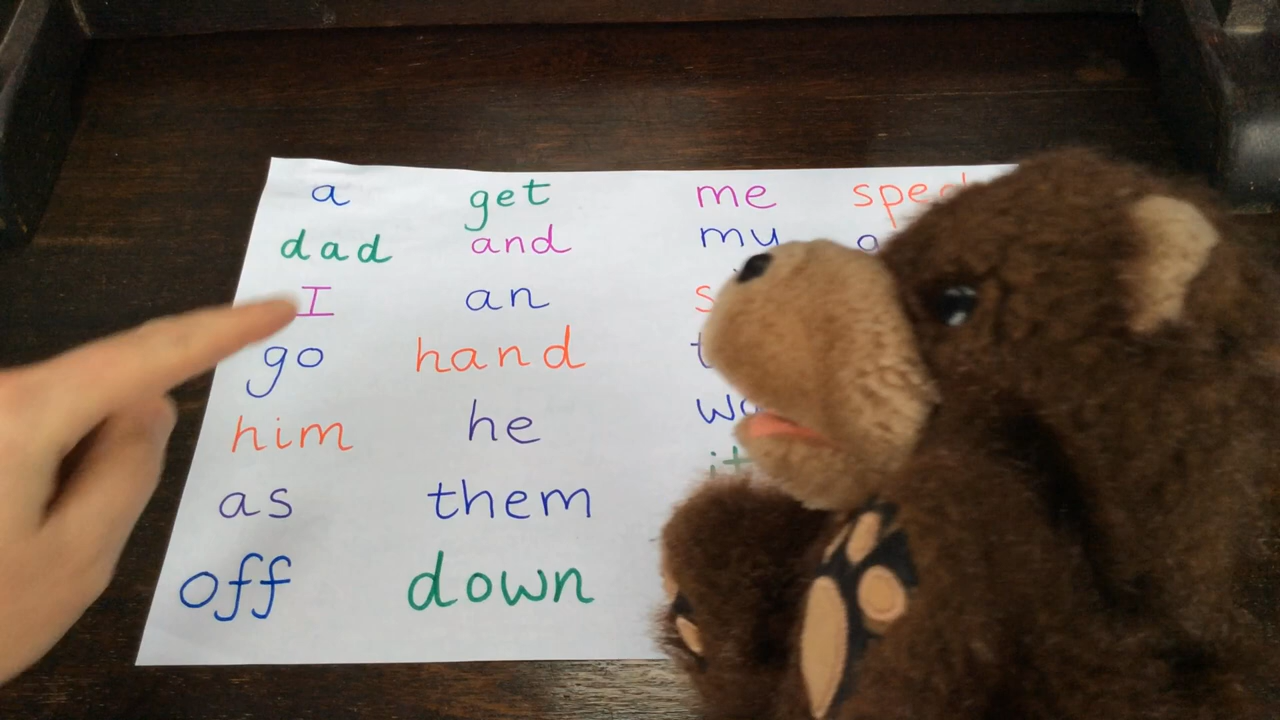 a get me
dad and my
I an
go hand
him he
as them
off down